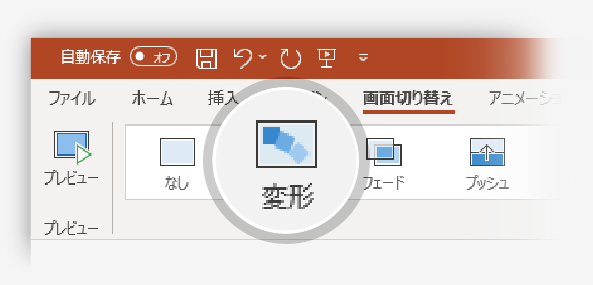 自動保存 オフ
ファイル ホーム 挿入 画面切り替え アニメーショ
なし 変形 フェード プッシュ
プレビュー
プレビュー